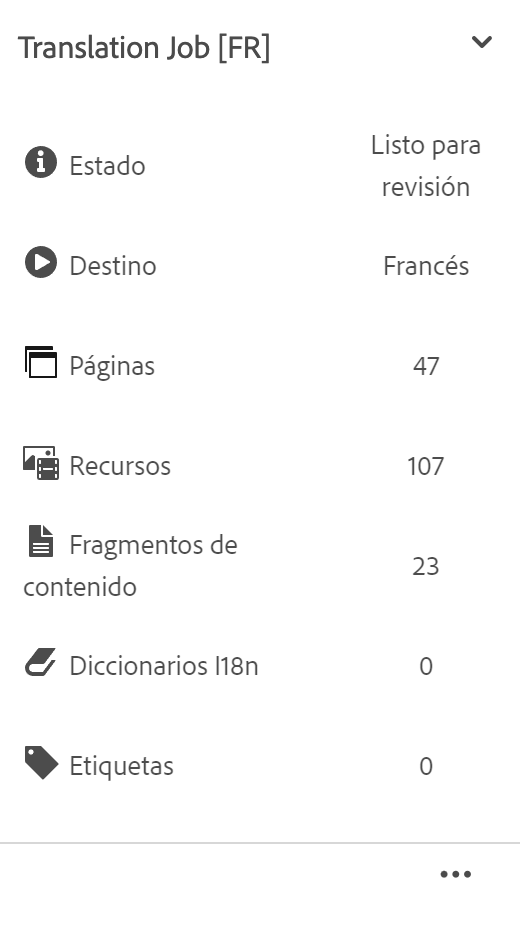 Translation Job [FR]
Estado
Listo para
revisión
Destino
Francés
Páginas
47
Recursos
107
Fragmentos de
contenido
23
Diccionarios I18n
0
Etiquetas
0